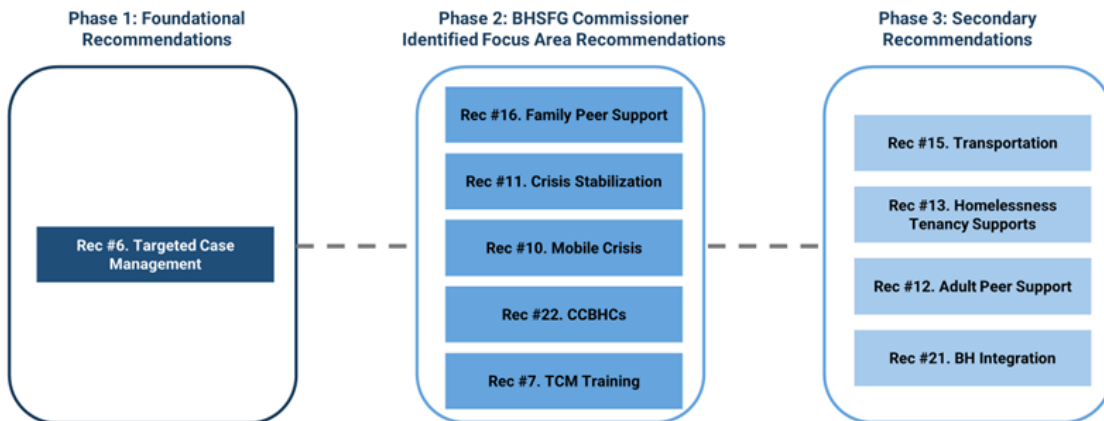 Phase 1: Foundational
Recommendations
Rec #6. Targeted Case
Management
Phase 2: BHSFG Commissioner
Identified Focus Area Recommendations
Rec #16. Family Peer Support
Rec #11. Crisis Stabilization
Rec #10. Mobile Crisis
Rec #22. CCBHCs
Rec #7. TCM Training
Phase 3: Secondary
Recommendations
Rec #15. Transportation
Rec #13. Homelessness
Tenancy Supports
Rec #12. Adult Peer Support
Rec #21. BH Integration